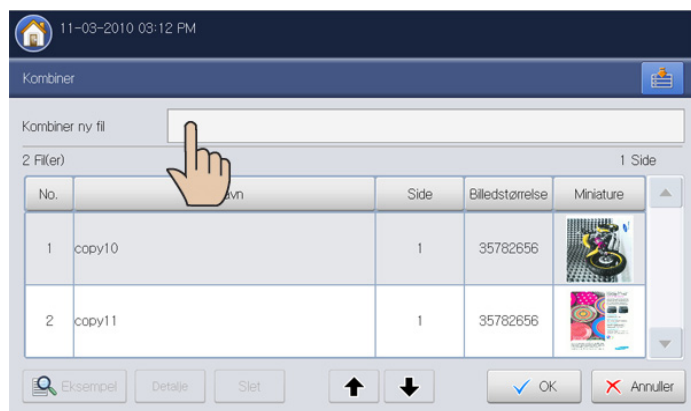 11-03-2010 03:12 PM
Kombiner
Kombiner ny fil
2 Fil(er) 1 Side
No. avn Side Billedstørrelse Miniature
1 copy10 1 35782656
2 copy11 1 35782656
Eksempel Detalje Slet OK Annuller